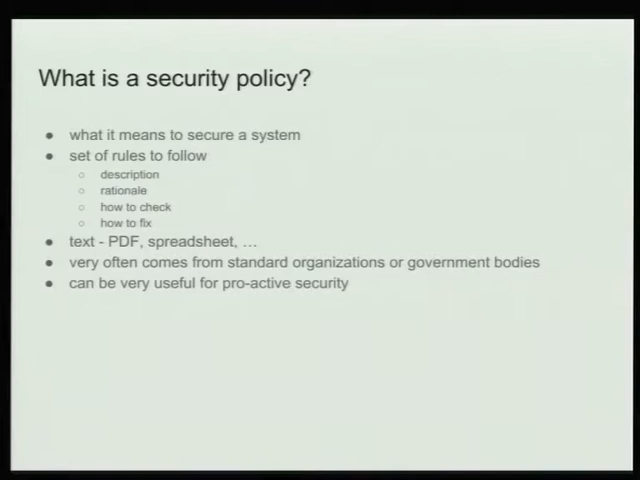 What is a security policy?
● what it means to secure a system
● set of rules to follow
○ description
○ rationale
○ how to check
○ how to fix
● text - PDF, spreadsheet, …
● very often comes from standard organizations or government bodies
● can be very useful for pro-active security